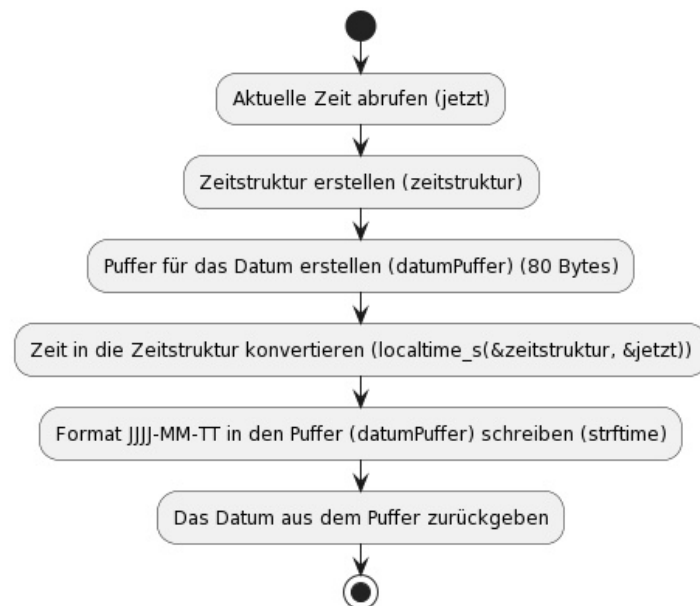 Aktuelle Zeit abrufen (jetzt)
Zeitstruktur erstellen (zeitstruktur)
Puffer für das Datum erstellen (datumPuffer) (80 Bytes)
Zeit in die Zeitstruktur konvertieren (localtime_s(&zeitstruktur, &jetzt))
Format JJJJ-MM-TT in den Puffer (datumPuffer) schreiben (strftime)
Das Datum aus dem Puffer zurückgeben